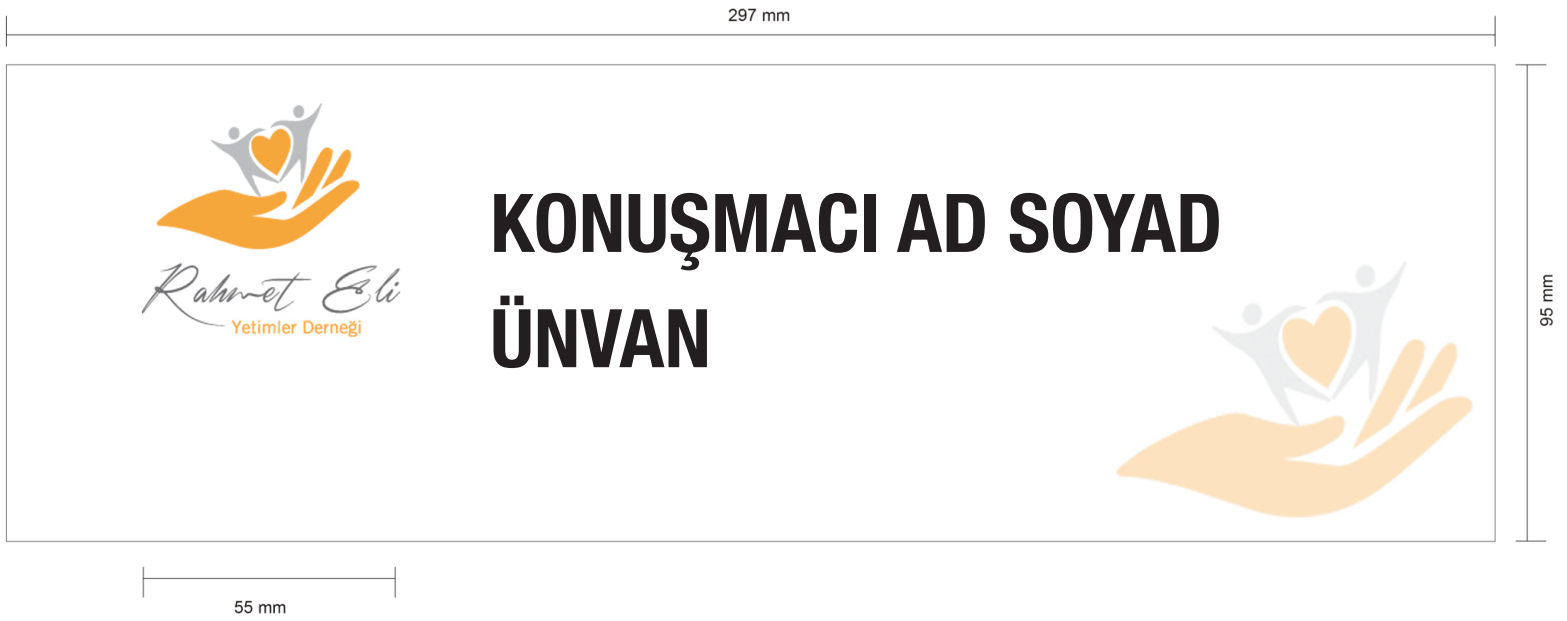 297 mm
Rahmet Eli
Yetimler Derneği
KONUŞMACI AD SOYAD
ÜNVAN
95 mm
55 mm